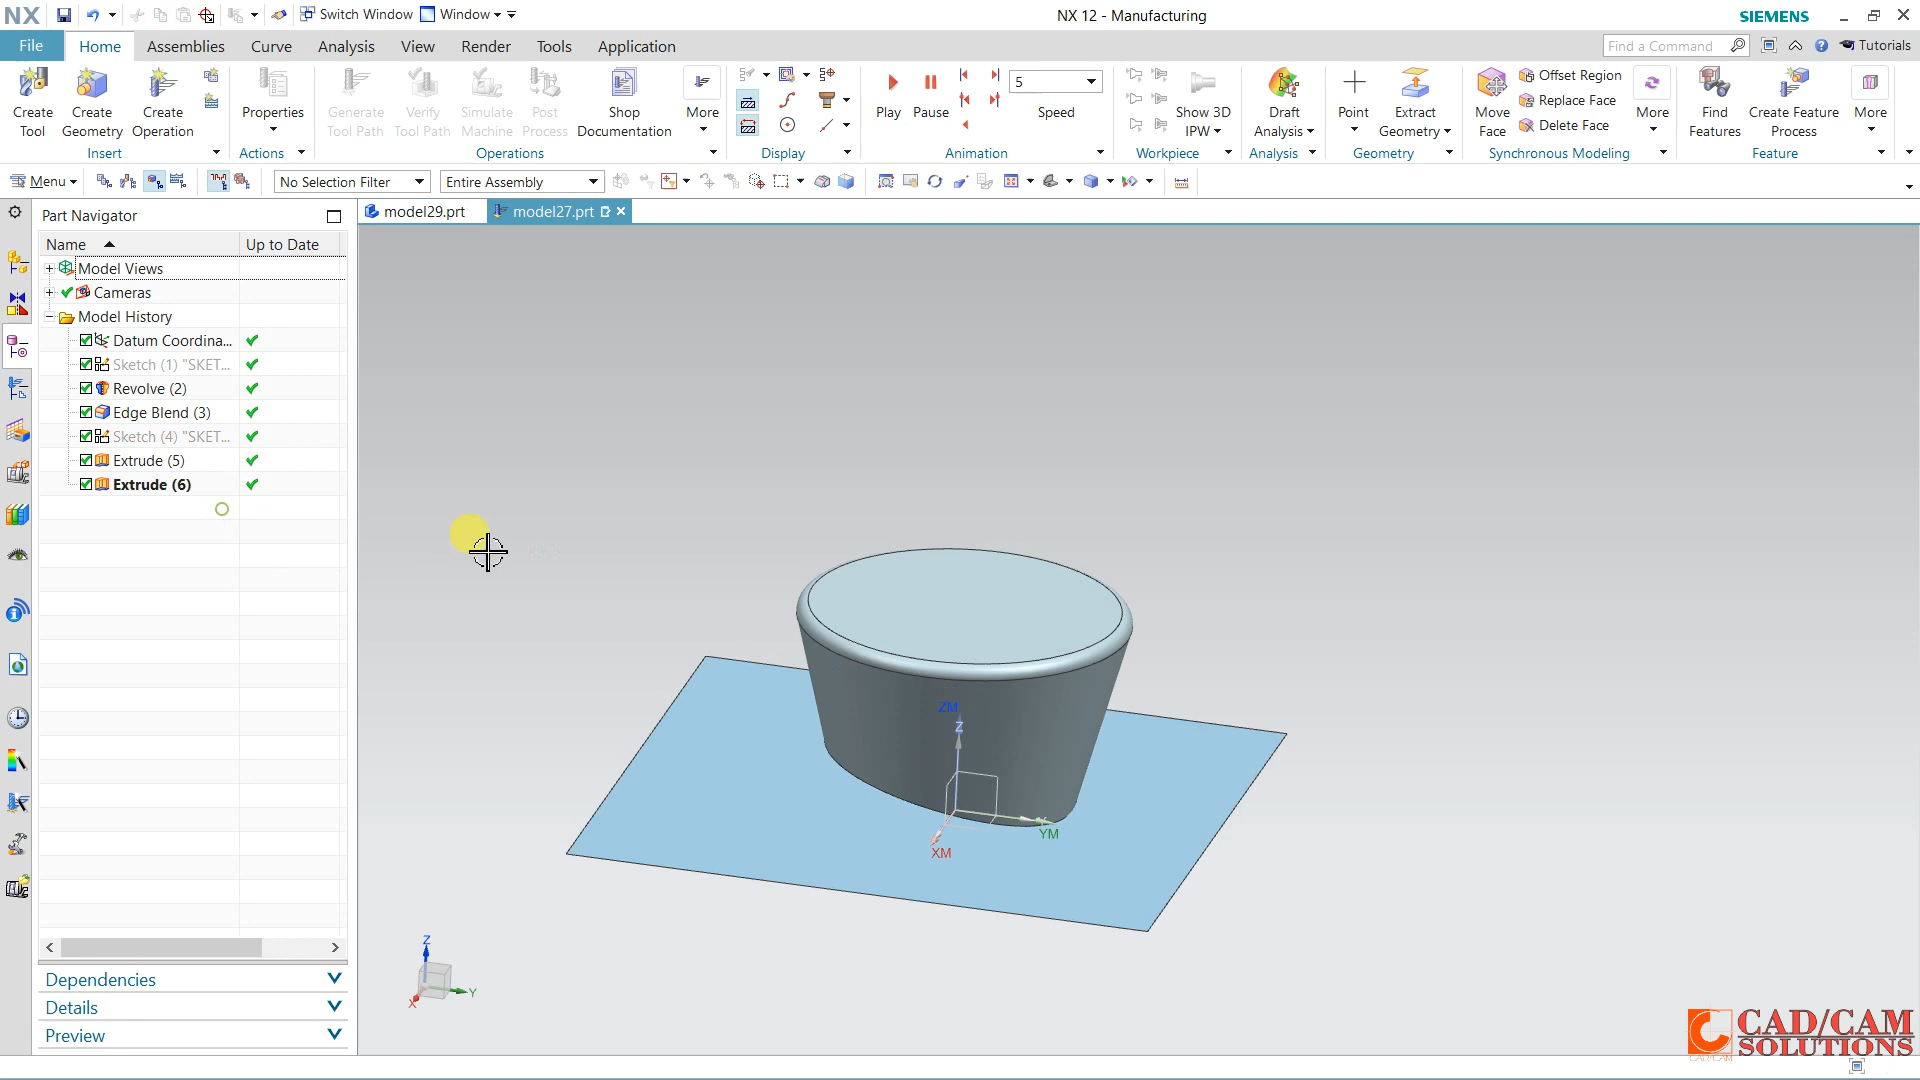 NX
Switch Window
Window
NX 12 - Manufacturing
SIEMENS
File
Home
Assemblies
Curve
Analysis
View
Render
Tools
Application
Find a Command
Tutorials
Create Tool
Create Geometry
Create Operation
Insert
Properties
Actions
Generate Tool Path
Verify Tool Path
Simulate Machine
Post Process
Shop Documentation
More
Operations
Display
Play
Pause
5
Speed
Animation
Show 3D IPW
Workpiece
Draft Analysis
Analysis
Point
Extract Geometry
Geometry
Move Face
Offset Region
Replace Face
Delete Face
More
Synchronous Modeling
Find Features
Create Feature Process
More
Feature
Menu
No Selection Filter
Entire Assembly
Part Navigator
model29.prt
model27.prt
Name
Up to Date
Model Views
Cameras
Model History
Datum Coordina...
Sketch (1) "SKET...
Revolve (2)
Edge Blend (3)
Sketch (4) "SKET...
Extrude (5)
Extrude (6)
ZM
Z
YM
XM
Z
Y
X
Dependencies
Details
Preview
CAD/CAM
SOLUTIONS